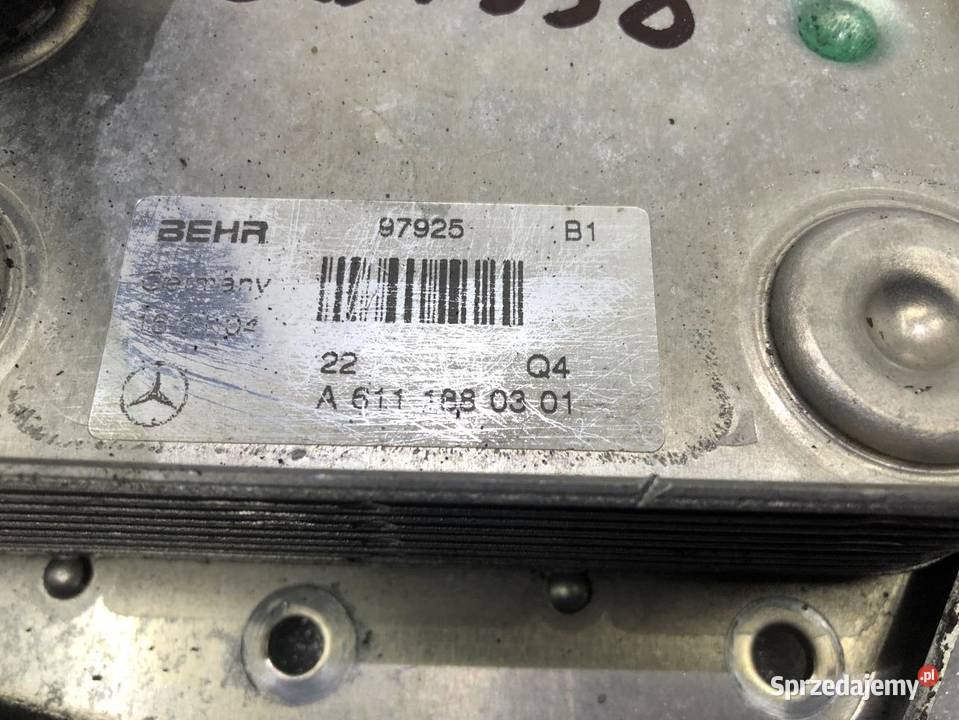 BEHR 97925 B1
Germany
22 Q4
A 611 188 03 01
Sprzedajemy.pl